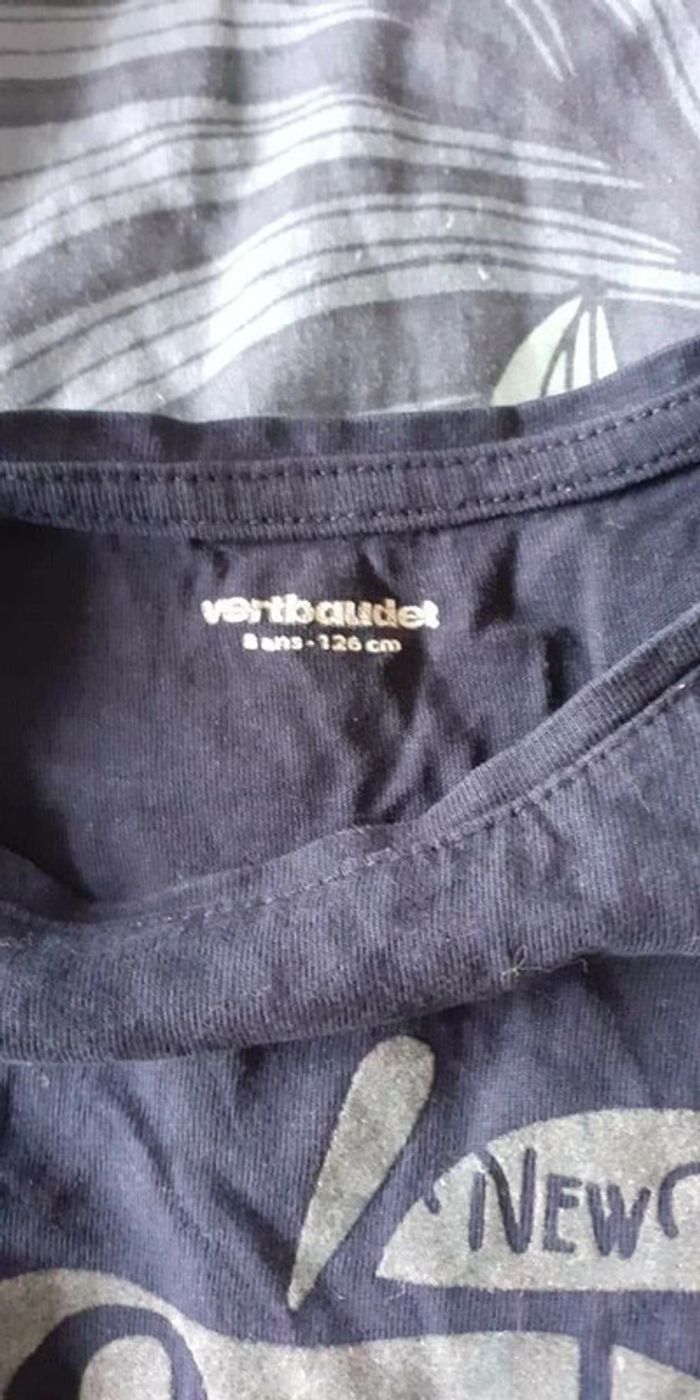 vertbaudet
8 ans - 126 cm
NEW